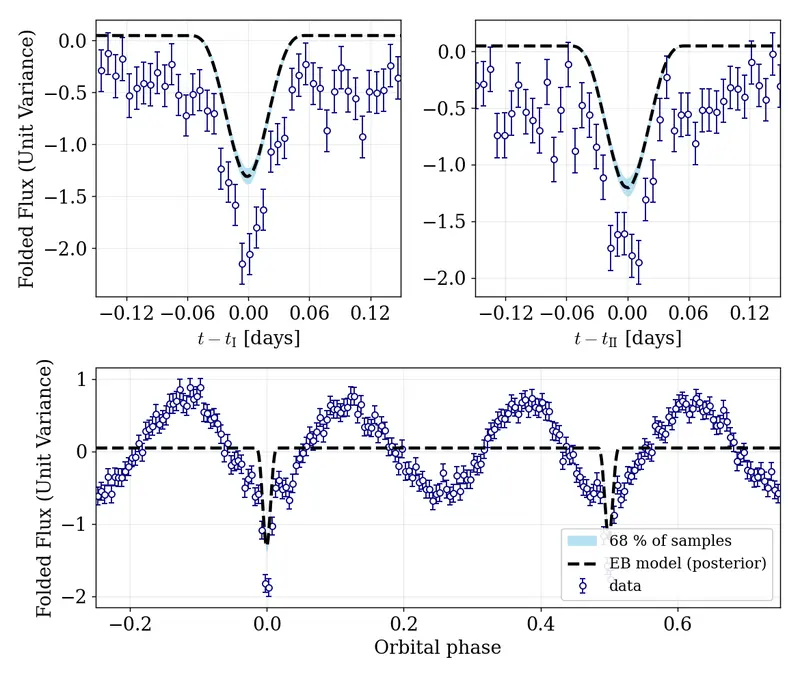 Folded Flux (Unit Variance)
0.0
−0.5
−1.0
−1.5
−2.0
−0.12 −0.06 0.00 0.06 0.12
t − tI [days]
0.0
−0.5
−1.0
−1.5
−2.0
−0.12 −0.06 0.00 0.06 0.12
t − tII [days]
Folded Flux (Unit Variance)
1
0
−1
−2
68 % of samples
EB model (posterior)
data
−0.2 0.0 0.2 0.4 0.6
Orbital phase